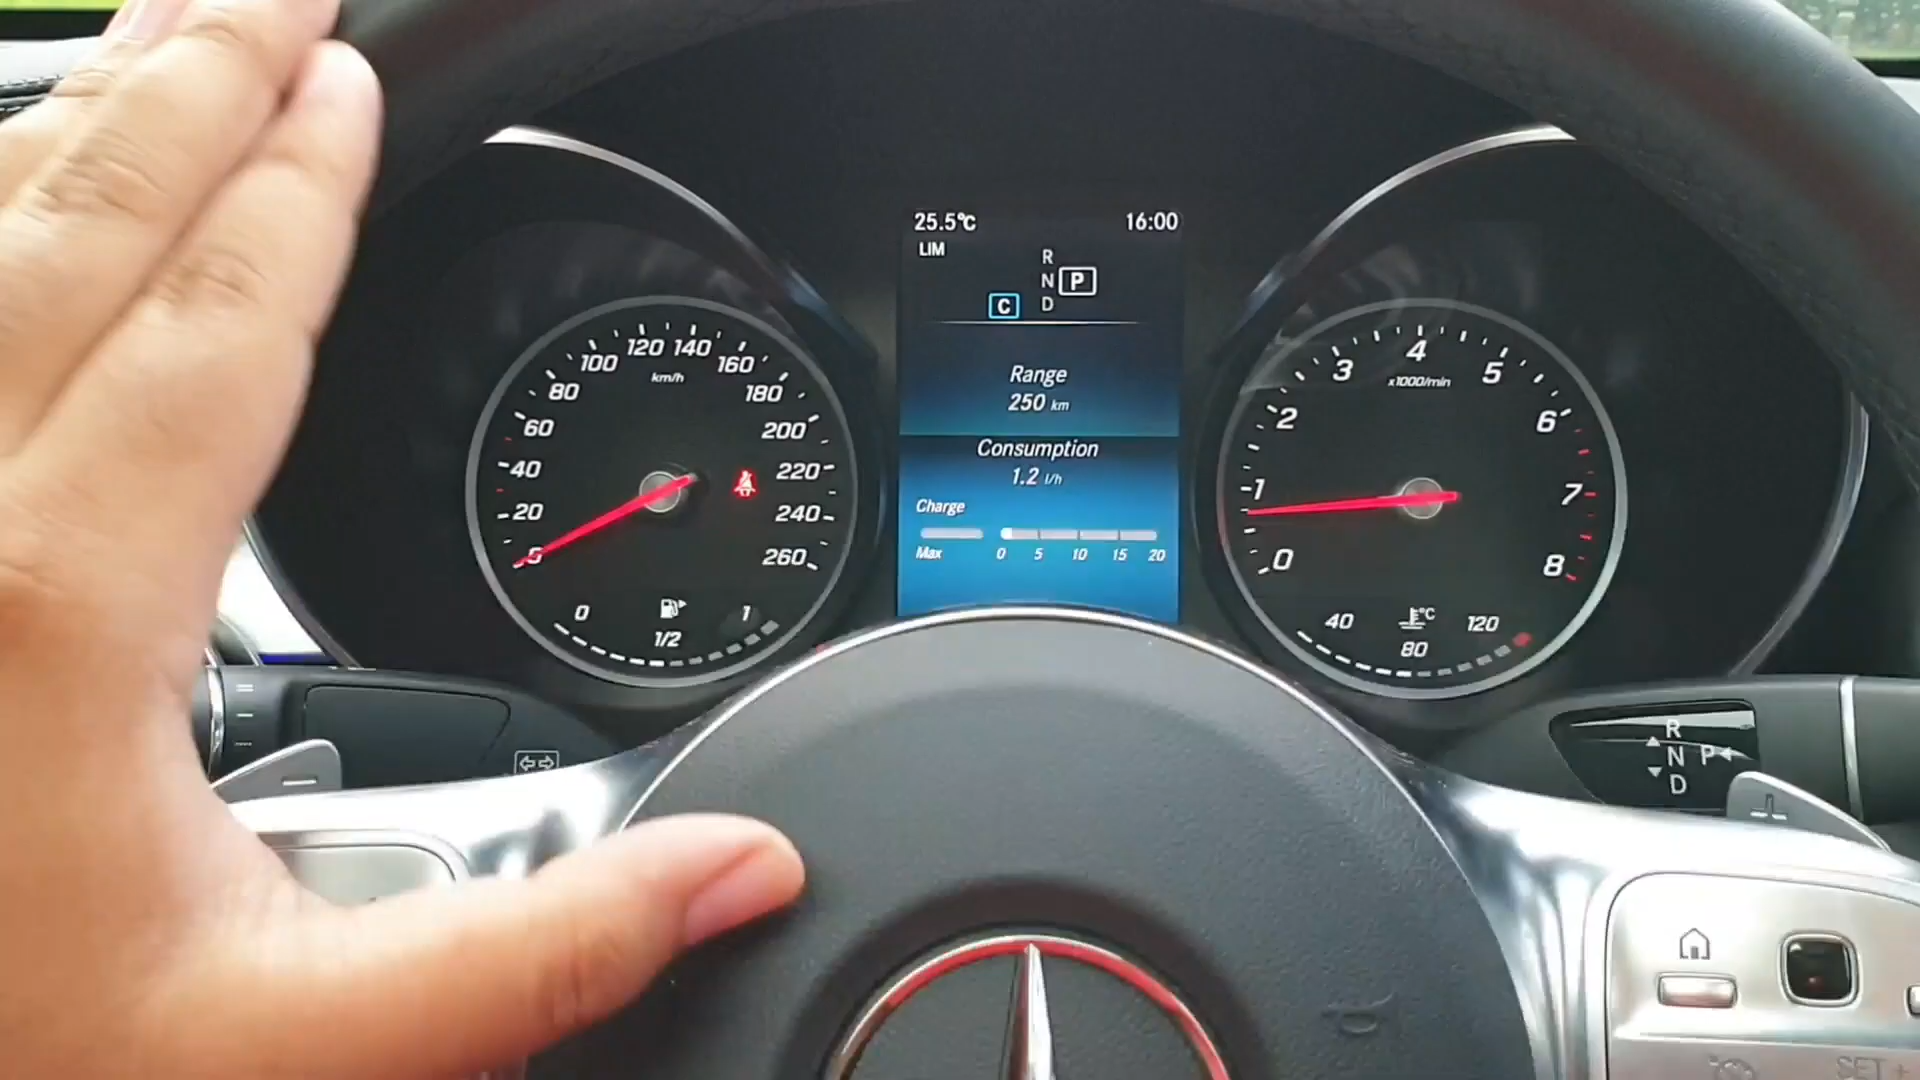 25.5℃ 16:00
LIM
R
N P
C D
Range
250 km
Consumption
1.2 l/h
Charge
Max 0 5 10 15 20
0 20 40 60 80 100 120 140 160 180 200 220 240 260
km/h
0 1/2 1
0 1 2 3 4 5 6 7 8
x1000/min
40 80 120
°C
R
N P
D
SET +